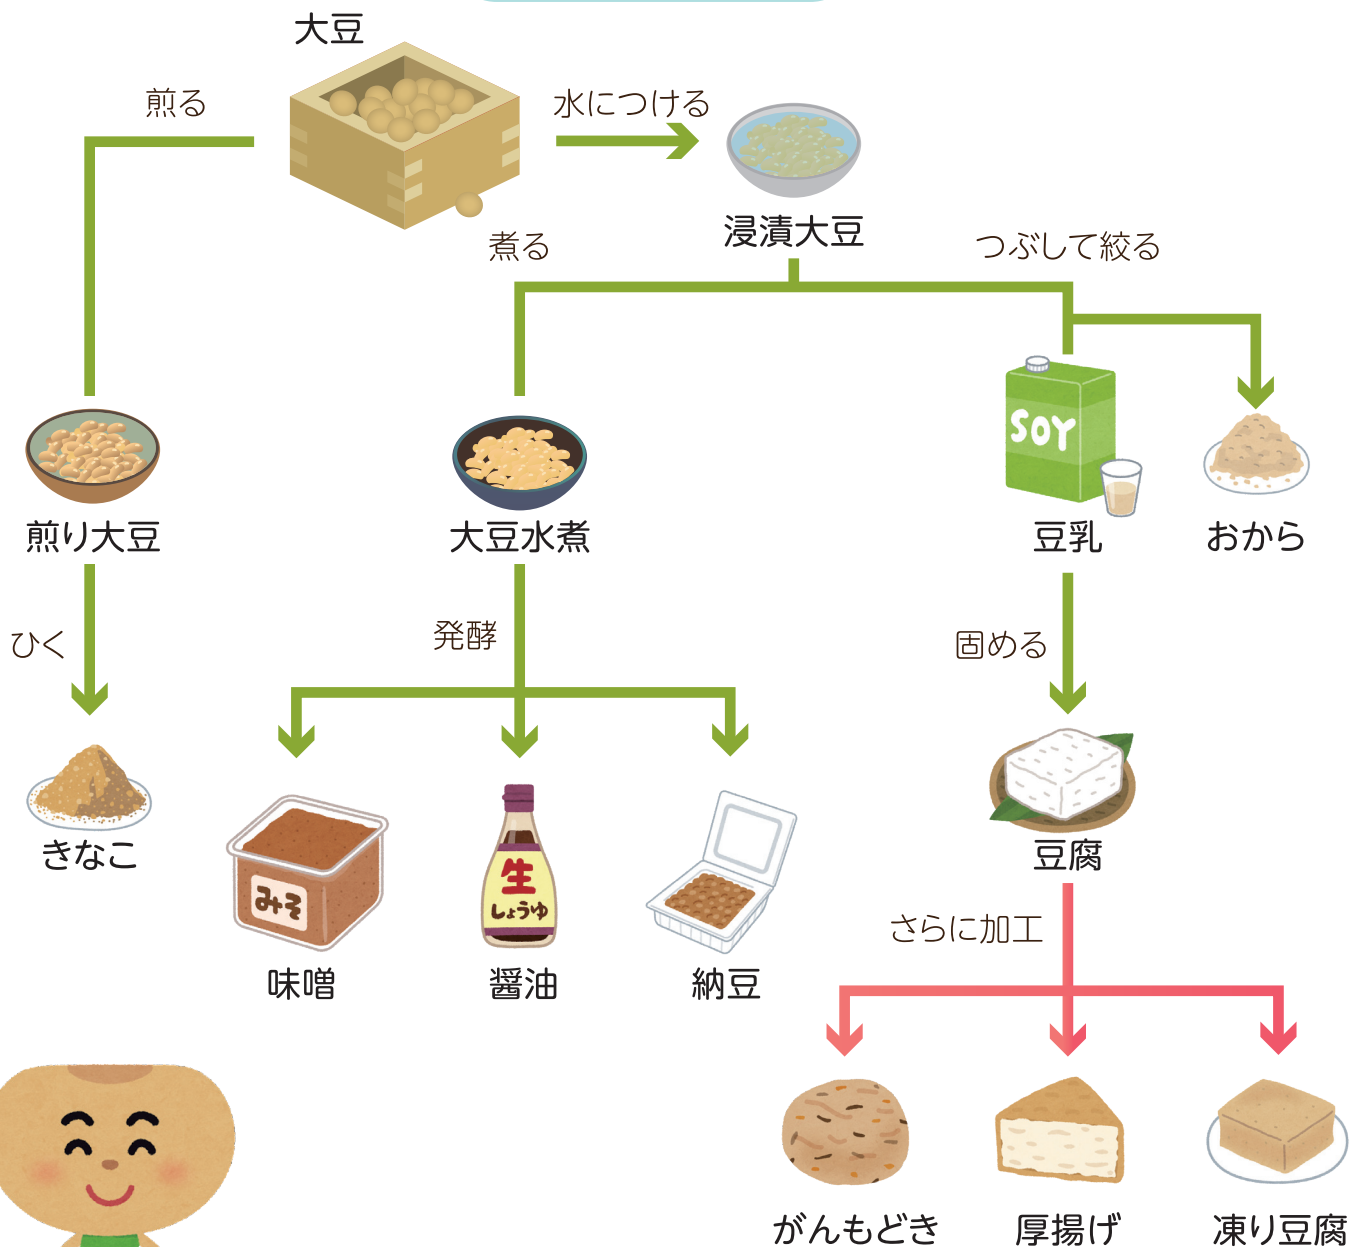 大豆
煎る
水につける
浸漬大豆
煮る
つぶして絞る
SOY
煎り大豆
大豆水煮
豆乳
おから
ひく
発酵
固める
きなこ
豆腐
みそ
生
しょうゆ
味噌
醤油
納豆
さらに加工
がんもどき
厚揚げ
凍り豆腐